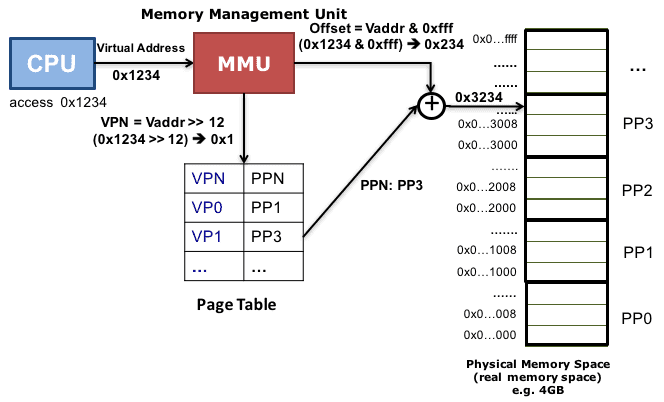 Memory Management Unit
CPU
Virtual Address
0x1234
access 0x1234
MMU
Offset = Vaddr & 0xfff
(0x1234 & 0xfff) ➔ 0x234
VPN = Vaddr >> 12
(0x1234 >> 12) ➔ 0x1
+
0x3234
PPN: PP3
VPN PPN
VP0 PP1
VP1 PP3
... ...
Page Table
0x0...ffff
......
......
...
......
0x0...3008
0x0...3000
PP3
.......
0x0...2008
0x0...2000
PP2
.......
0x0...1008
0x0...1000
PP1
......
0x0...008
0x0...000
PP0
Physical Memory Space
(real memory space)
e.g. 4GB